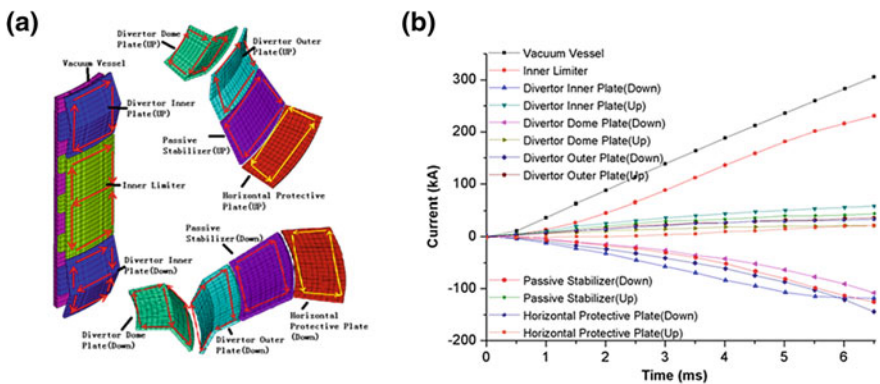 (a)
Divertor Dome
Plate(UP)
Divertor Outer
Plate(UP)
Vacuum Vessel
Divertor Inner
Plate(UP)
Passive
Stabilizer(UP)
Inner Limiter
Horizontal Protective
Plate(UP)
Passive
Stabilizer(Down)
Divertor Inner
Plate(Down)
Divertor Dome
Plate(Down)
Divertor Outer
Plate(Down)
Horizontal
Protective Plate
(Down)
(b)
Vacuum Vessel
Inner Limiter
Divertor Inner Plate(Down)
Divertor Inner Plate(Up)
Divertor Dome Plate(Down)
Divertor Dome Plate(Up)
Divertor Outer Plate(Down)
Divertor Outer Plate(Up)
Passive Stabilizer(Down)
Passive Stabilizer(Up)
Horizontal Protective Plate(Down)
Horizontal Protective Plate(Up)
Current (kA)
300
200
100
0
-100
-200
0 1 2 3 4 5 6
Time (ms)